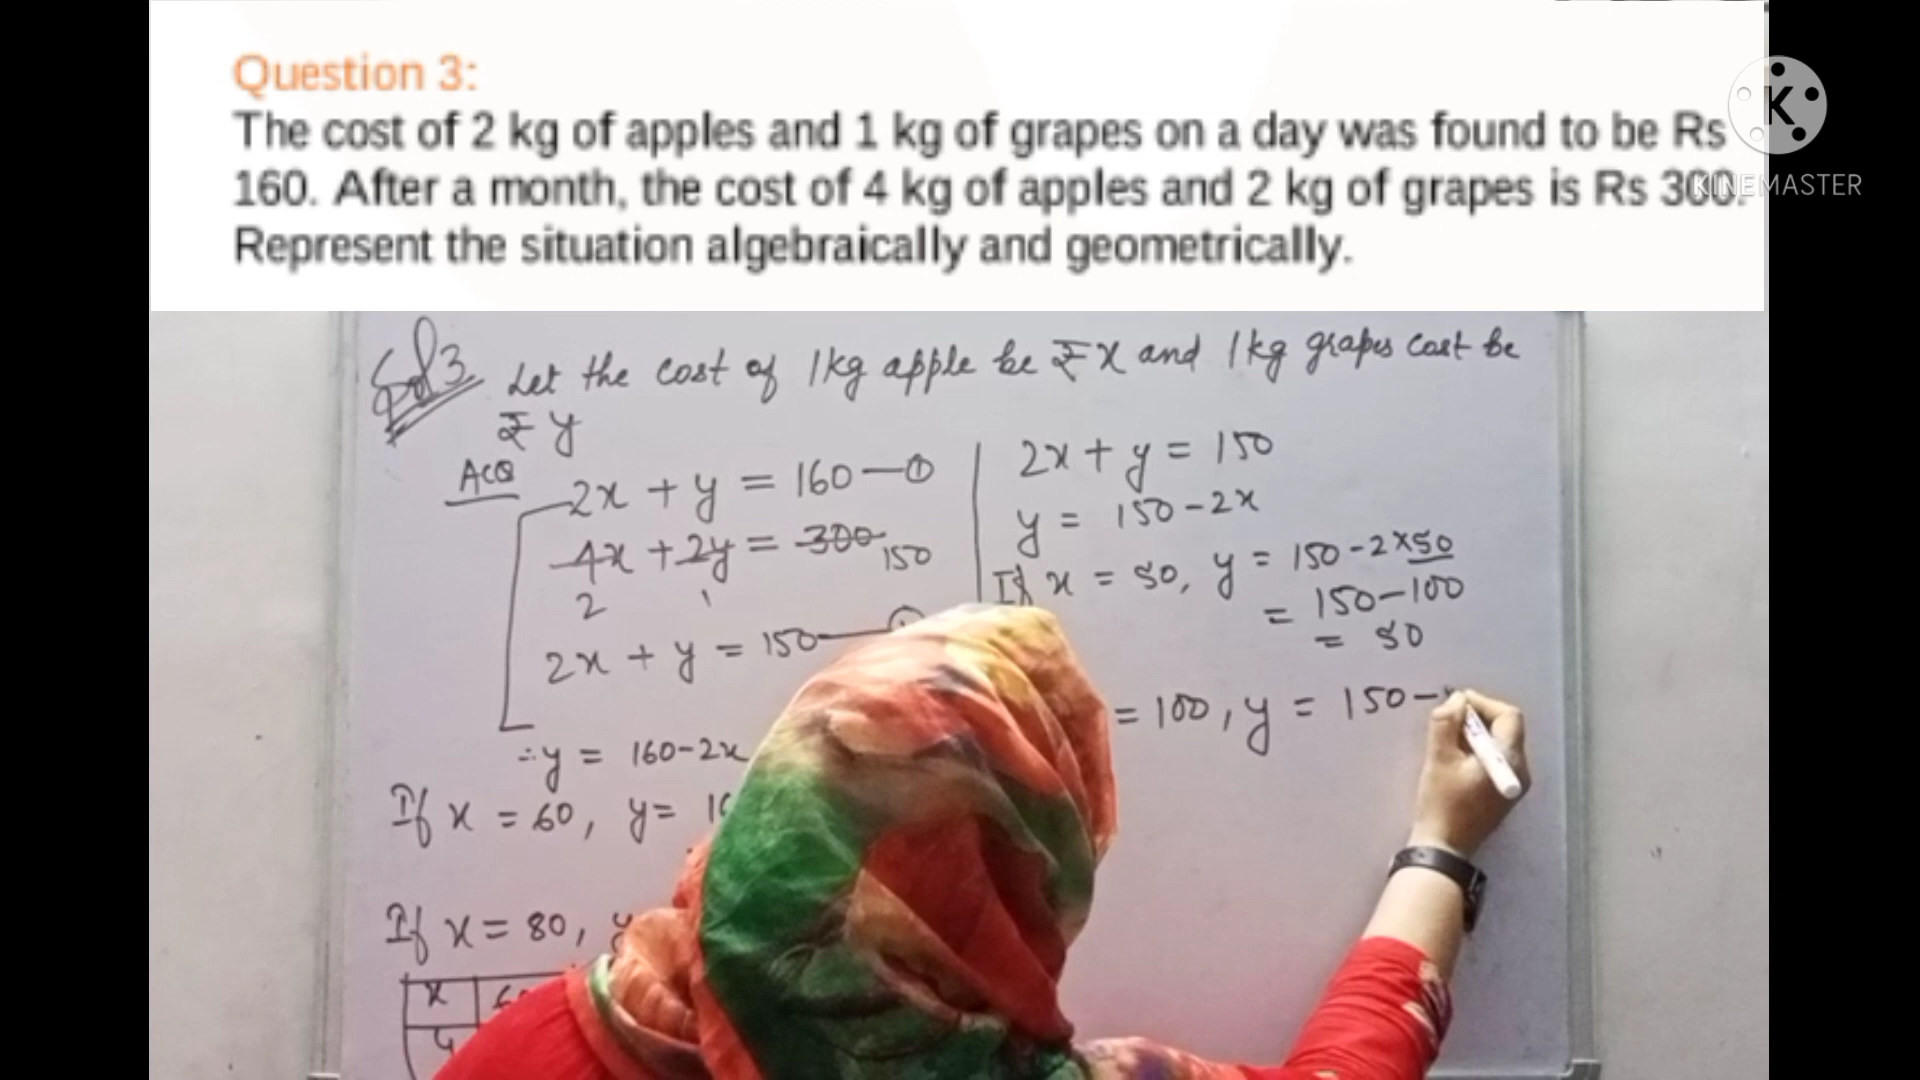 Question 3:
The cost of 2 kg of apples and 1 kg of grapes on a day was found to be Rs
160. After a month, the cost of 4 kg of apples and 2 kg of grapes is Rs 300.
Represent the situation algebraically and geometrically.
K
KINEMASTER
Sol3 Let the cost of 1kg apple be ₹ x and 1kg grapes cost be
₹ y
ACQ
2x + y = 160 — ①
4x + 2y = 300 150
2 1
2x + y = 150
∴ y = 160 - 2x
If x = 60, y =
If x = 80, y
x
y
2x + y = 150
y = 150 - 2x
If x = 50, y = 150 - 2×50
= 150 - 100
= 50
= 100, y = 150 -